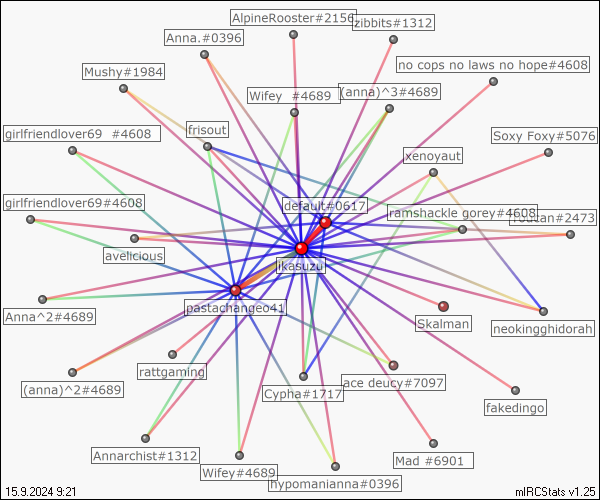 AlpineRooster#2156
zibbits#1312
Anna.#0396
no cops no laws no hope#4608
Mushy#1984
Wifey  #4689
(anna)^3#4689
girlfriendlover69  #4608
frisout
Soxy Foxy#5076
xenoyaut
girlfriendlover69#4608
default#0617
ramshackle gorey#4608
#2473
avelicious
ikasuzu
Anna^2#4689
pastachangeo41
Skalman
neokingghidorah
rattgaming
(anna)^2#4689
Cypha#1717
ace deucy#7097
fakedingo
Annarchist#1312
Wifey#4689
Mad #6901
hypomanianna#0396
15.9.2024 9:21
mIRCStats v1.25